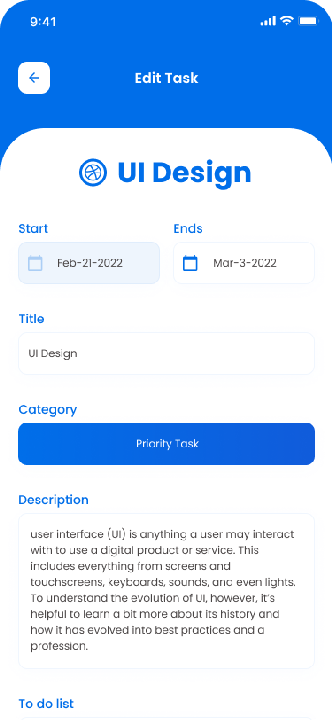 9:41
Edit Task
UI Design
Start
Ends
Feb-21-2022
Mar-3-2022
Title
UI Design
Category
Priority Task
Description
user interface (UI) is anything a user may interact
with to use a digital product or service. This
includes everything from screens and
touchscreens, keyboards, sounds, and even lights.
To understand the evolution of UI, however, it's
helpful to learn a bit more about its history and
how it has evolved into best practices and a
profession.
To do list